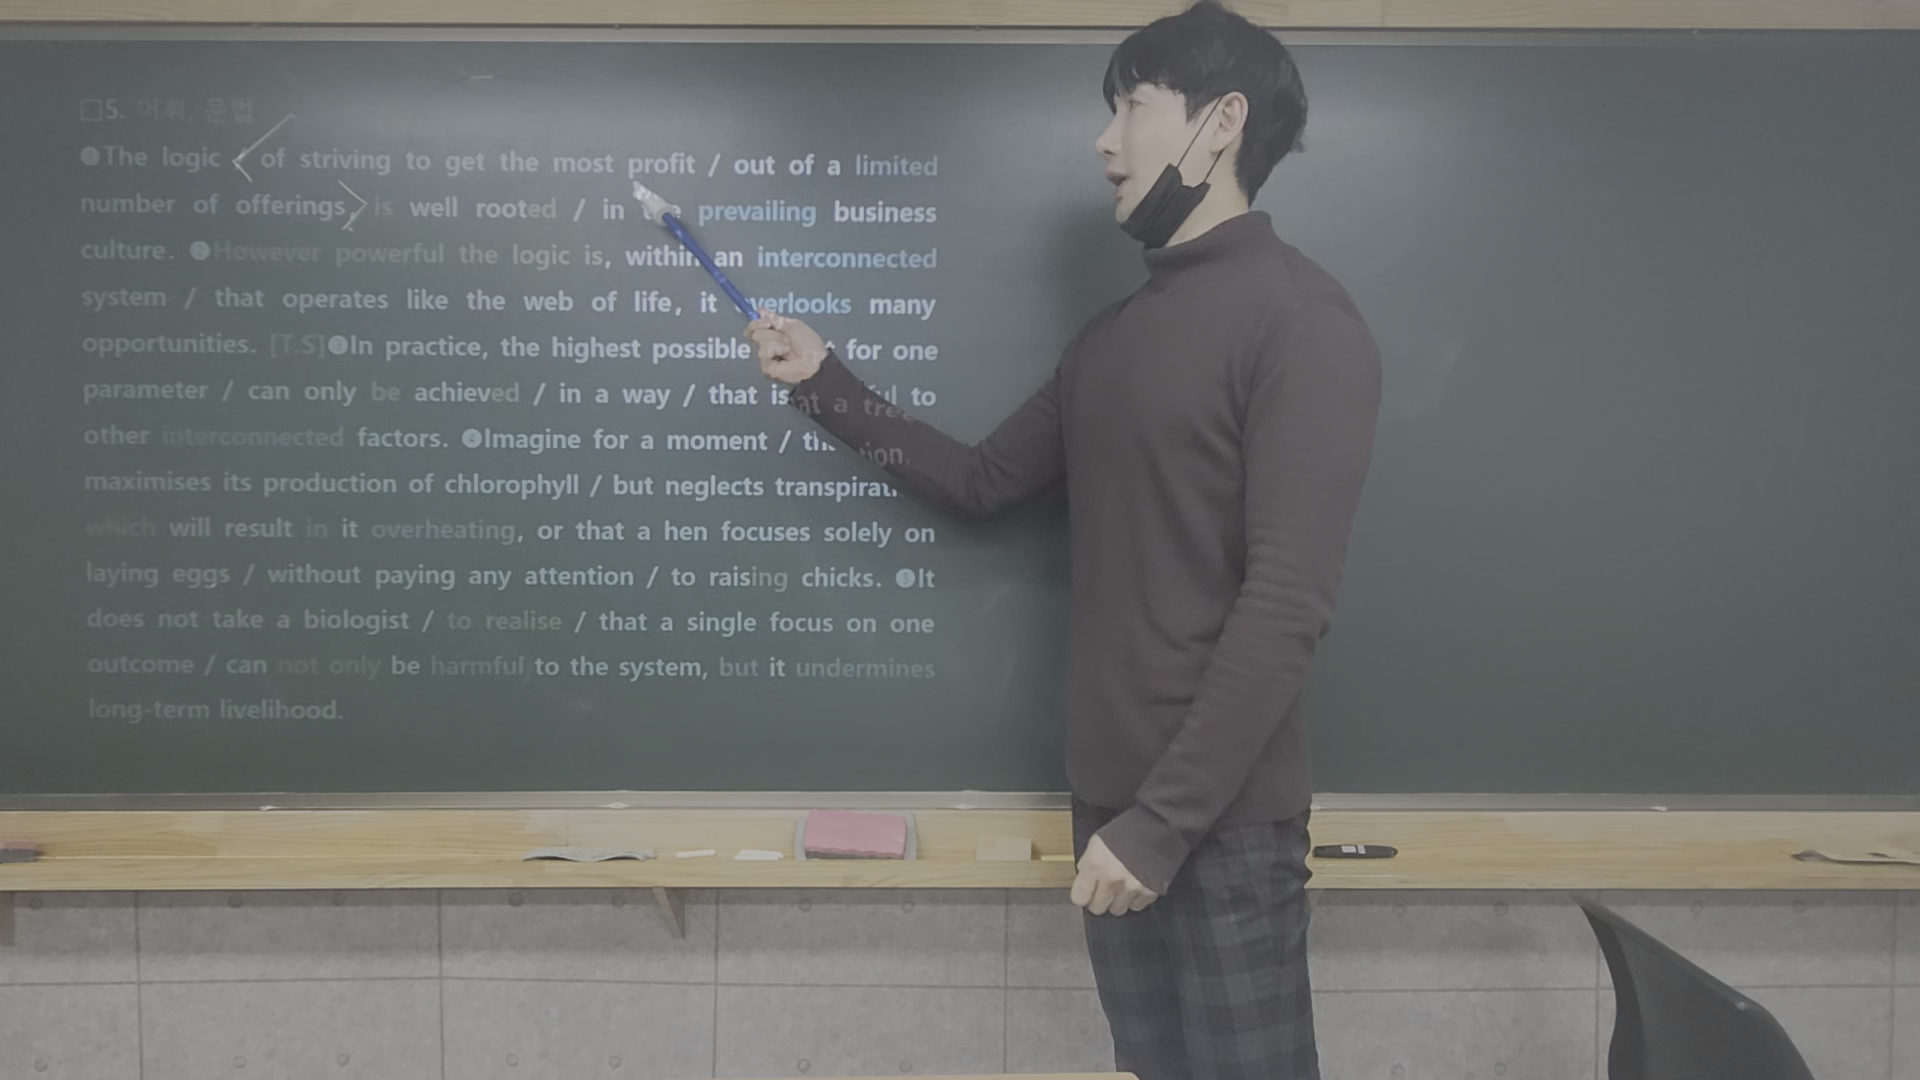 □5. 어휘, 문법
❶The logic < of striving to get the most profit / out of a limited
number of offerings,> is well rooted / in prevailing business
culture. ❷However powerful the logic is, within an interconnected
system / that operates like the web of life, it overlooks many
opportunities. [T.S]❸In practice, the highest possible for one
parameter / can only be achieved / in a way / that is to
other interconnected factors. ❹Imagine for a moment / at a tree
maximises its production of chlorophyll / but neglects transpiration,
which will result in it overheating, or that a hen focuses solely on
laying eggs / without paying any attention / to raising chicks. ❺It
does not take a biologist / to realise / that a single focus on one
outcome / can not only be harmful to the system, but it undermines
long-term livelihood.